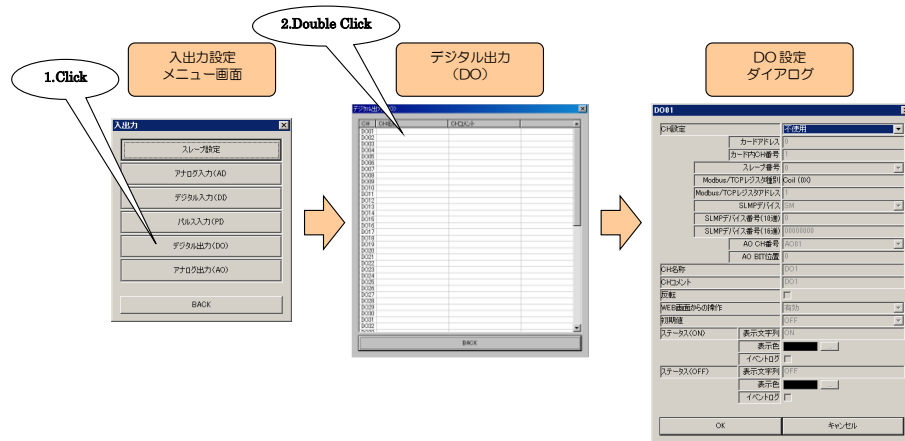 2.Double Click
1.Click
入出力設定
メニュー画面
デジタル出力
（DO）
DO 設定
ダイアログ
入出力
スレーブ設定
アナログ入力(AI)
デジタル入力(DI)
パルス入力(PI)
デジタル出力(DO)
アナログ出力(AO)
BACK
CH
CHコメント
DO01
DO02
DO03
DO04
DO05
DO06
DO07
DO08
DO09
DO10
DO11
DO12
DO13
DO14
DO15
DO16
DO17
DO18
DO19
DO20
DO21
DO22
DO23
DO24
DO25
DO26
DO27
DO28
DO29
DO30
DO31
DO32
BACK
DO01
CH設定 不使用
カードアドレス 0
カード内CH番号 1
スレーブ番号 0
Modbus/TCPレジスタ種別 Coil (0X)
Modbus/TCPレジスタアドレス 1
SLMPデバイス SM
SLMPデバイス番号(10進) 0
SLMPデバイス番号(16進) 00000000
AO CH番号 AO01
AO BIT位置 0
CH名称 DO1
CHコメント DO1
反転
WEB画面からの操作 有効
初期値 OFF
ステータス(ON) 表示文字列 ON
表示色 ...
イベントログ
ステータス(OFF) 表示文字列 OFF
表示色 ...
イベントログ
OK キャンセル